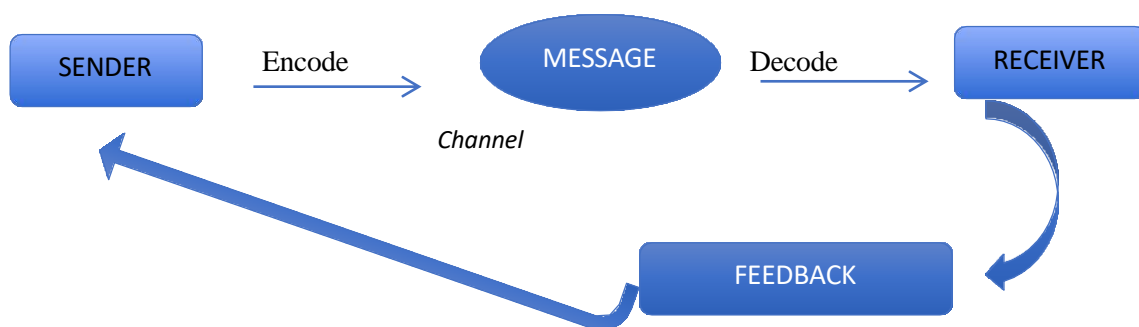 SENDER
Encode
MESSAGE
Decode
RECEIVER
Channel
FEEDBACK